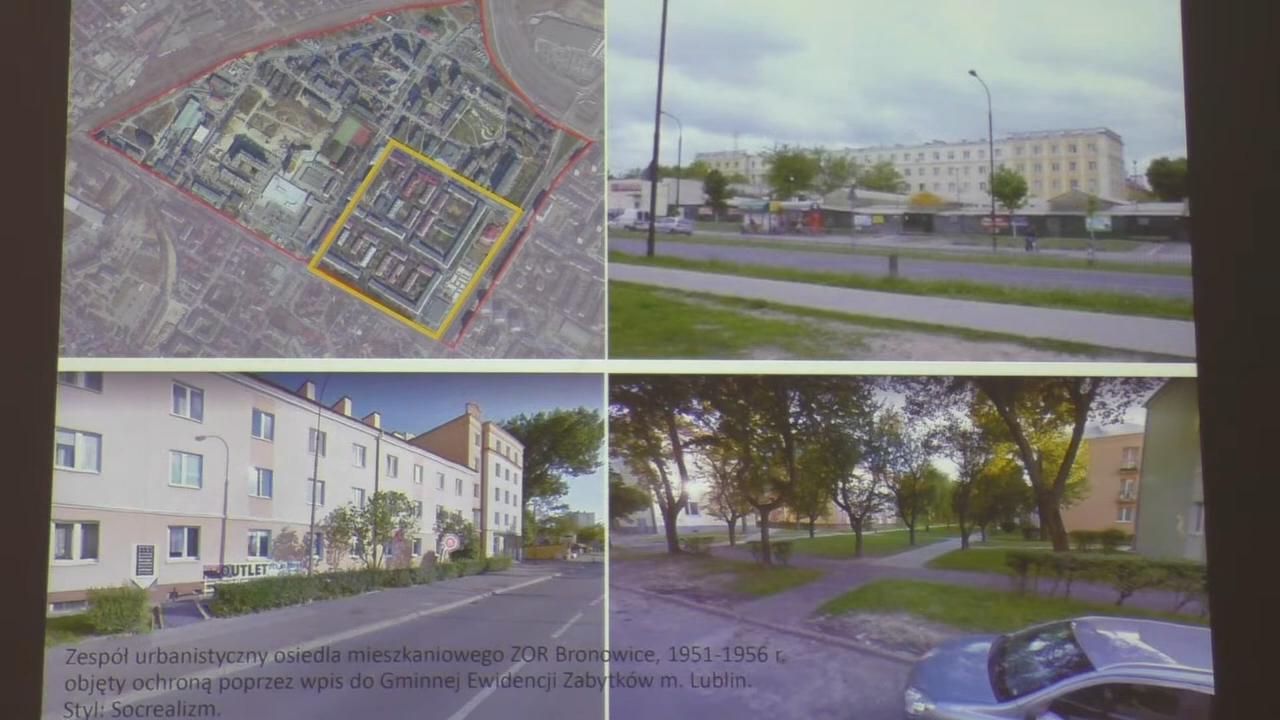 OUTLET
Zespół urbanistyczny osiedla mieszkaniowego ZOR Bronowice, 1951-1956 r.
objęty ochroną poprzez wpis do Gminnej Ewidencji Zabytków m. Lublin.
Styl: Socrealizm.